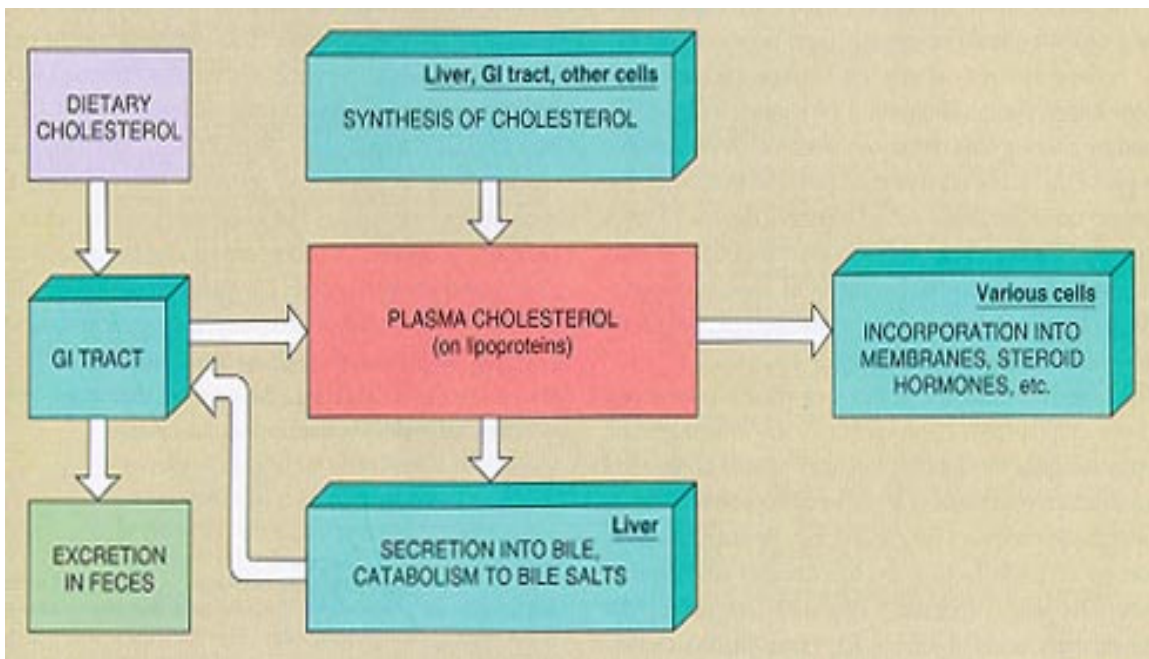 DIETARY
CHOLESTEROL
Liver, GI tract, other cells
SYNTHESIS OF CHOLESTEROL
GI TRACT
PLASMA CHOLESTEROL
(on lipoproteins)
Various cells
INCORPORATION INTO
MEMBRANES, STEROID
HORMONES, etc.
EXCRETION
IN FECES
Liver
SECRETION INTO BILE,
CATABOLISM TO BILE SALTS